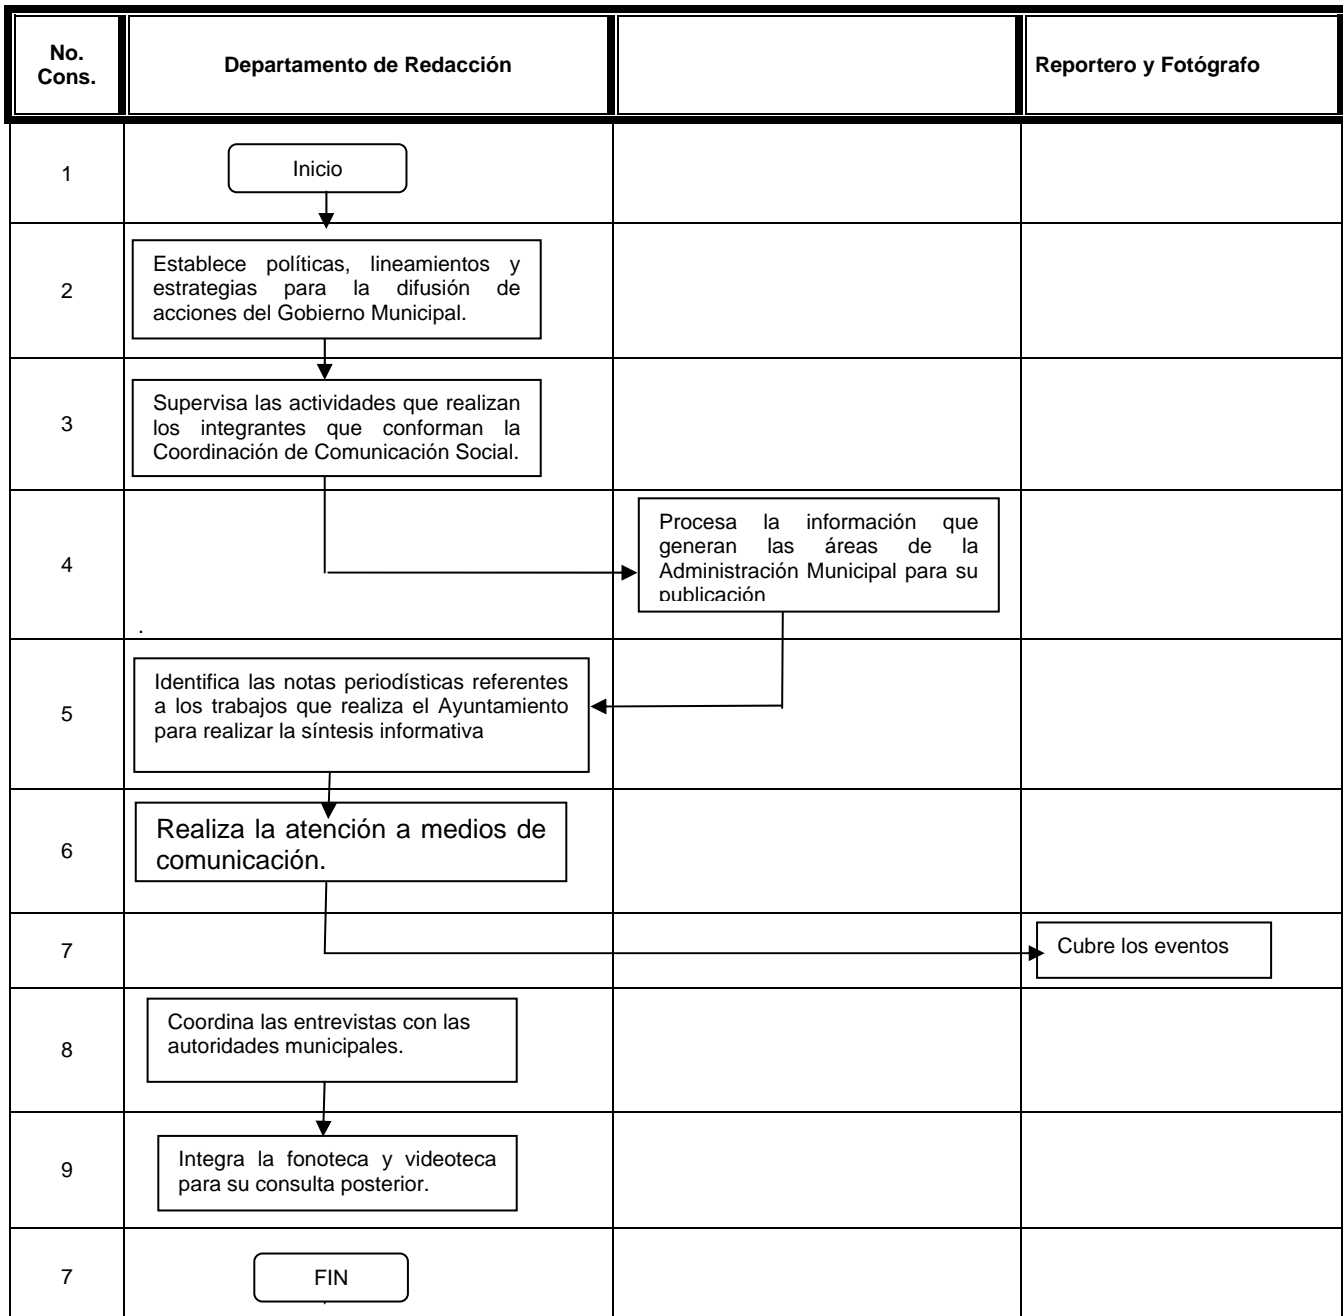 No.
Cons.
Departamento de Redacción
Reportero y Fotógrafo
1
Inicio
2
Establece políticas, lineamientos y
estrategias para la difusión de
acciones del Gobierno Municipal.
3
Supervisa las actividades que realizan
los integrantes que conforman la
Coordinación de Comunicación Social.
4
Procesa la información que
generan las áreas de la
Administración Municipal para su
publicación
.
5
Identifica las notas periodísticas referentes
a los trabajos que realiza el Ayuntamiento
para realizar la síntesis informativa
6
Realiza la atención a medios de
comunicación.
7
Cubre los eventos
8
Coordina las entrevistas con las
autoridades municipales.
9
Integra la fonoteca y videoteca
para su consulta posterior.
7
FIN